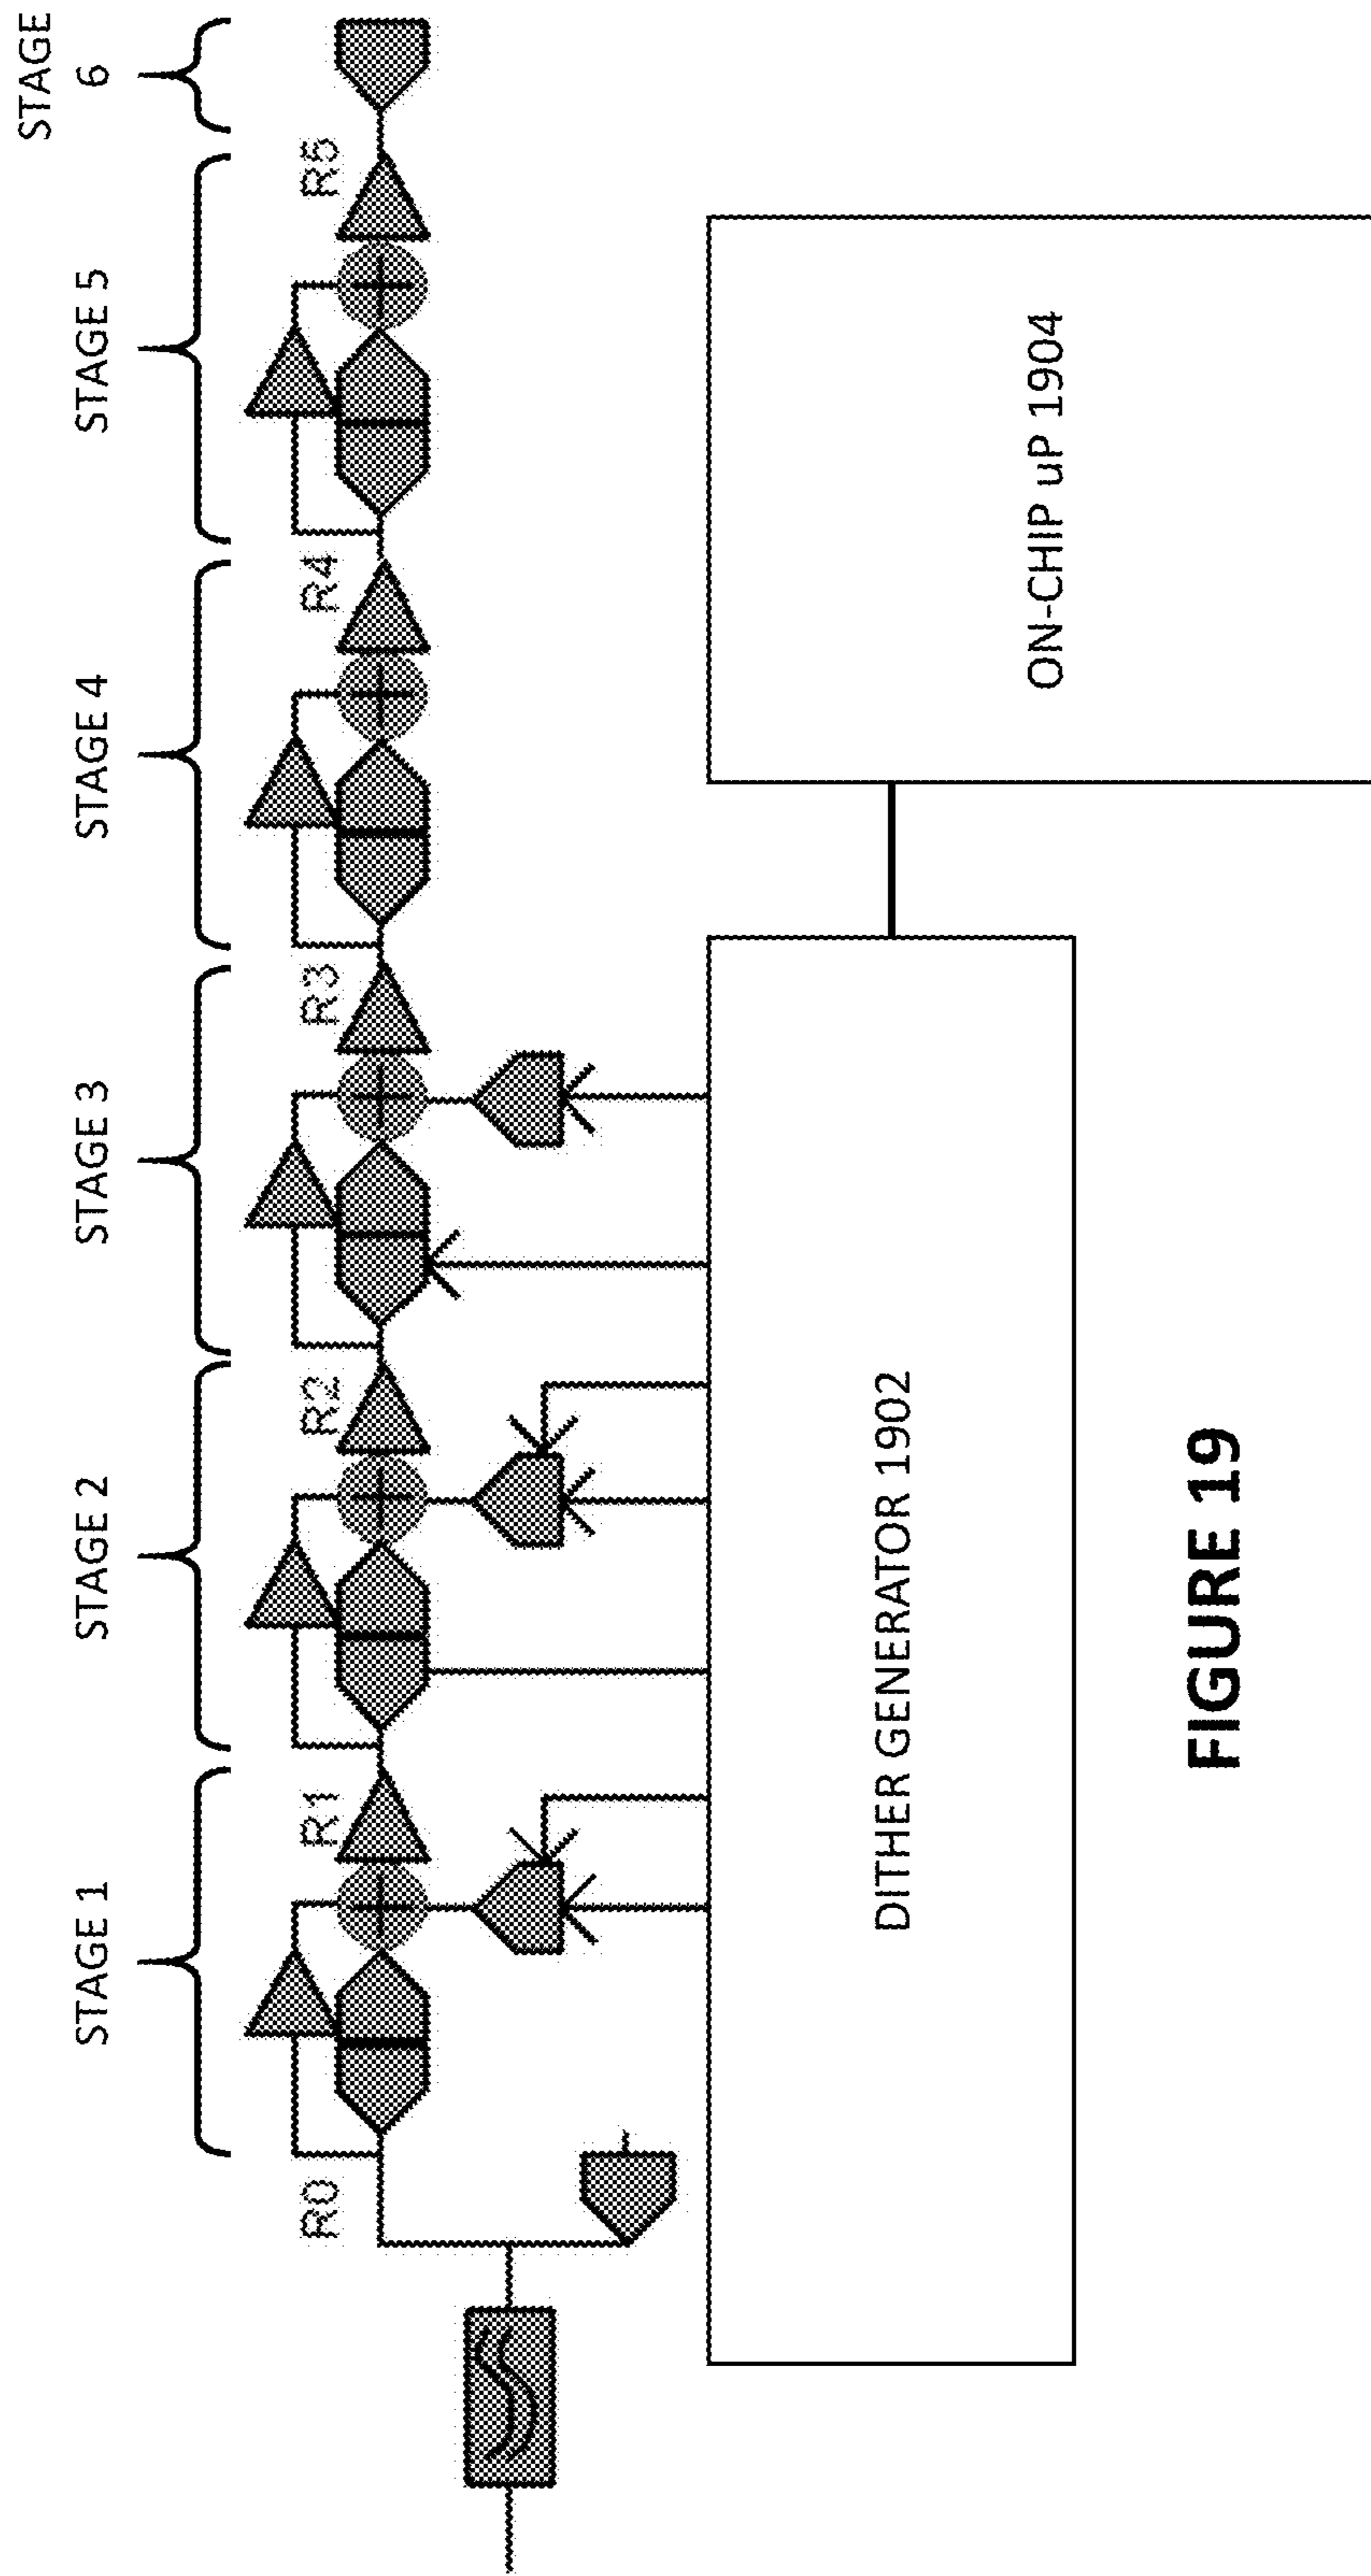 STAGE 1
STAGE 2
STAGE 3
STAGE 4
STAGE 5
STAGE
6
R0
R1
R2
R3
R4
R5
DITHER GENERATOR 1902
ON-CHIP uP 1904
FIGURE 19